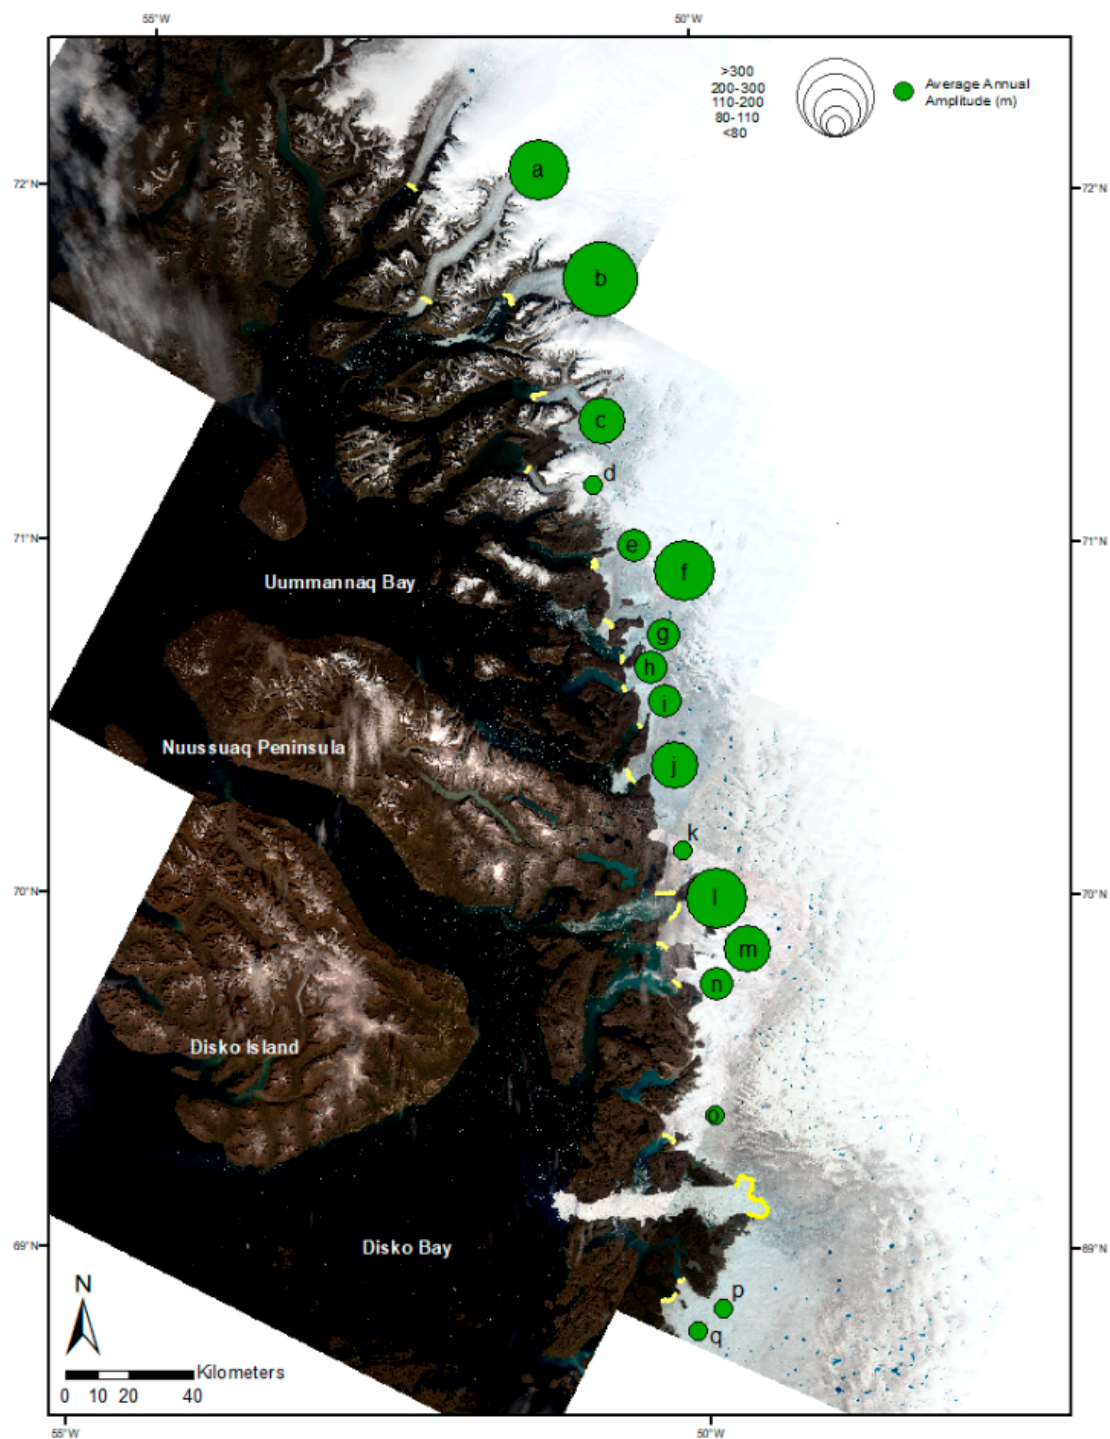 55°W 50°W
>300
200-300
110-200
80-110
<80
Average Annual
Amplitude (m)
a
72°N 72°N
b
c
d
71°N 71°N
e
f
Uummannaq Bay
g
h
i
Nuussuaq Peninsula
j
k
70°N 70°N
l
m
n
Disko Island
o
69°N 69°N
Disko Bay
N
p
q
Kilometers
0 10 20 40
55°W 50°W